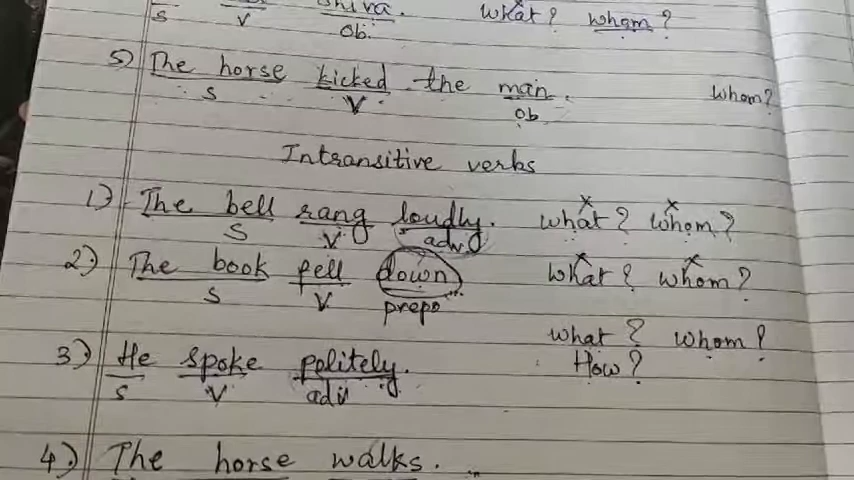 shiva. what? whom?
S V Ob.
5) The horse kicked the man. whom?
S V Ob
Intransitive verbs
1) The bell rang loudly. what? whom?
S V adv
2) The book fell down what? whom?
S V prepo
what? whom?
3) He spoke politely. How?
S V adv
4) The horse walks.